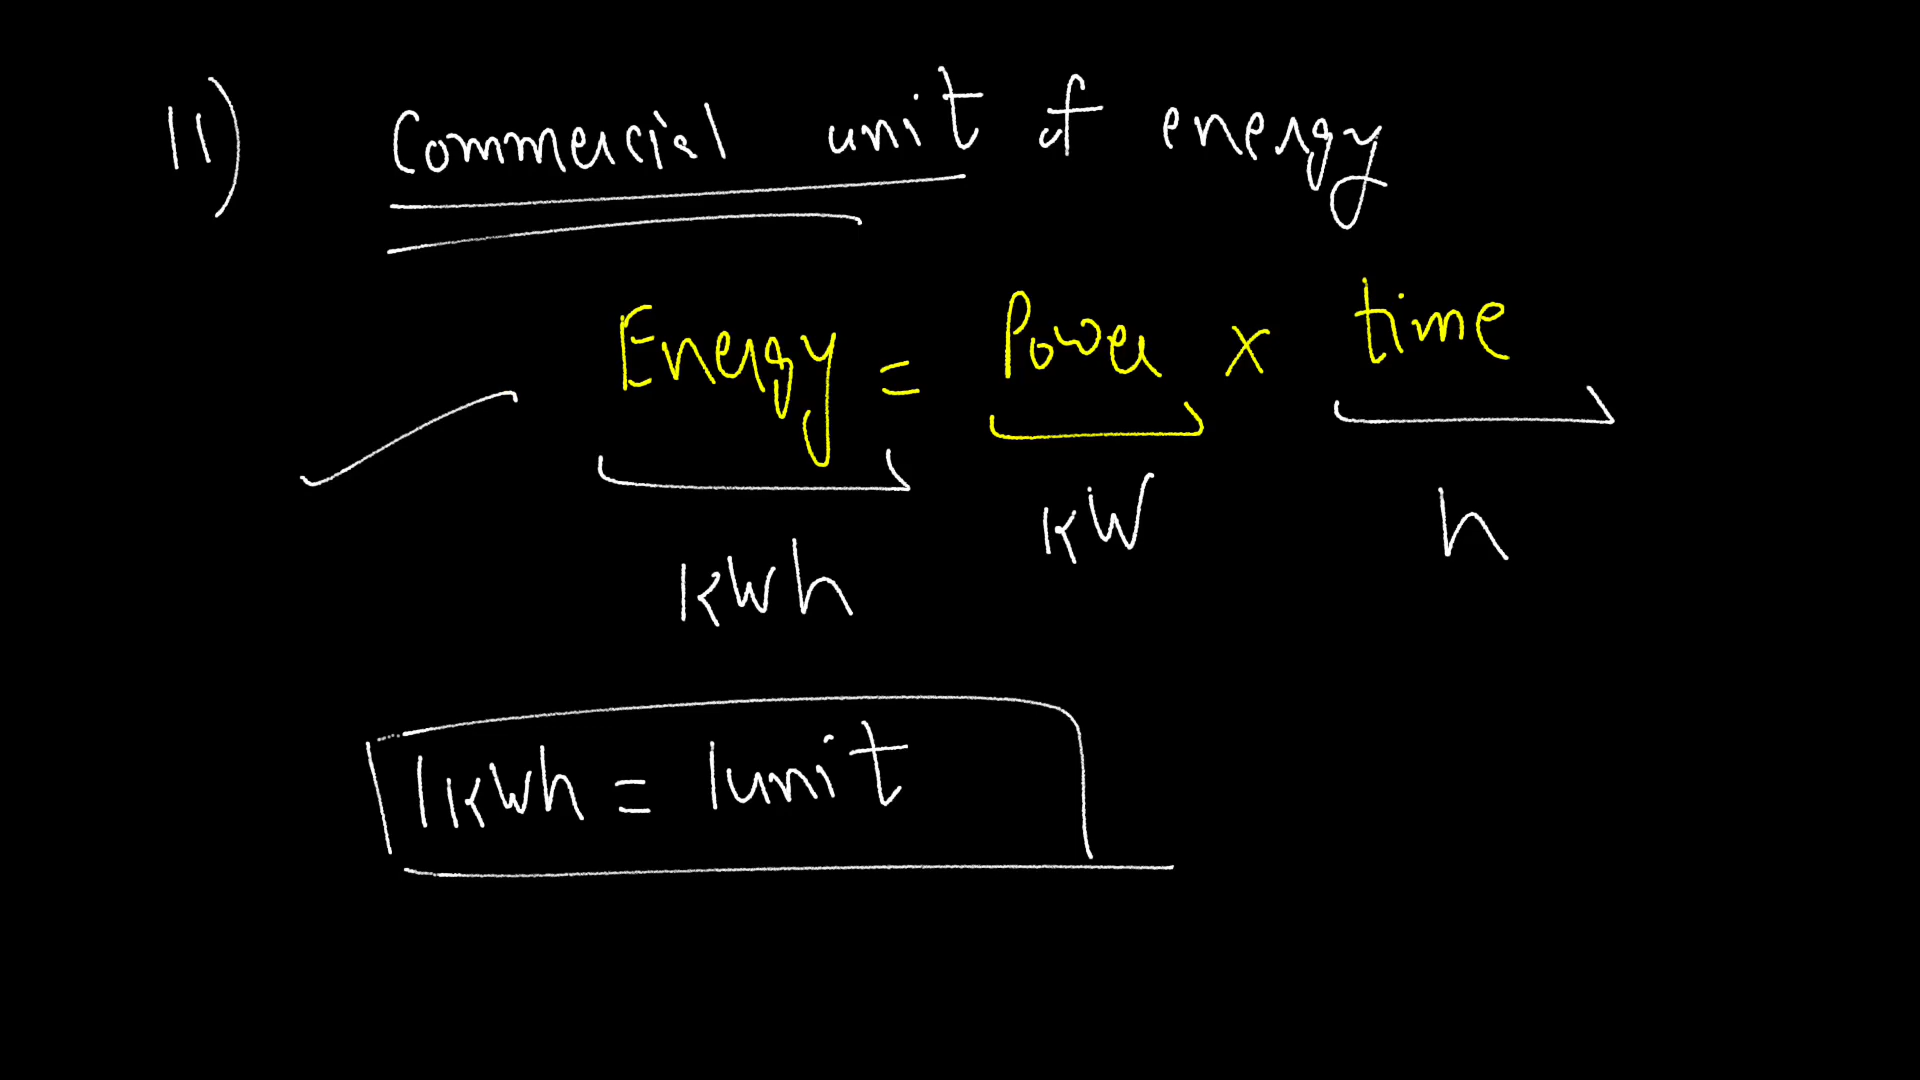 11) Commercial unit of energy
Energy = Power x time
kWh kW h
1kWh = 1unit